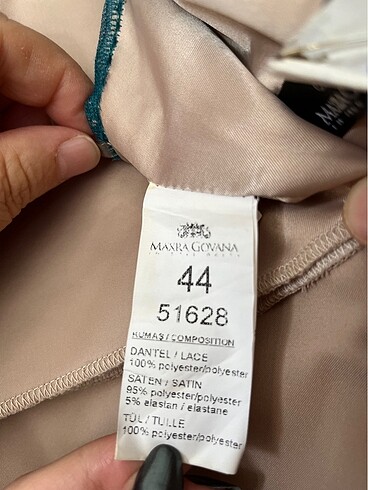 MAXRA GOVANA
44
51628
KUMAŞ / COMPOSITION
DANTEL / LACE
100% polyester/polyester
SATEN / SATIN
95% polyester/polyester
5% elastan / elastane
TÜL / TULLE
100% polyester/polyester